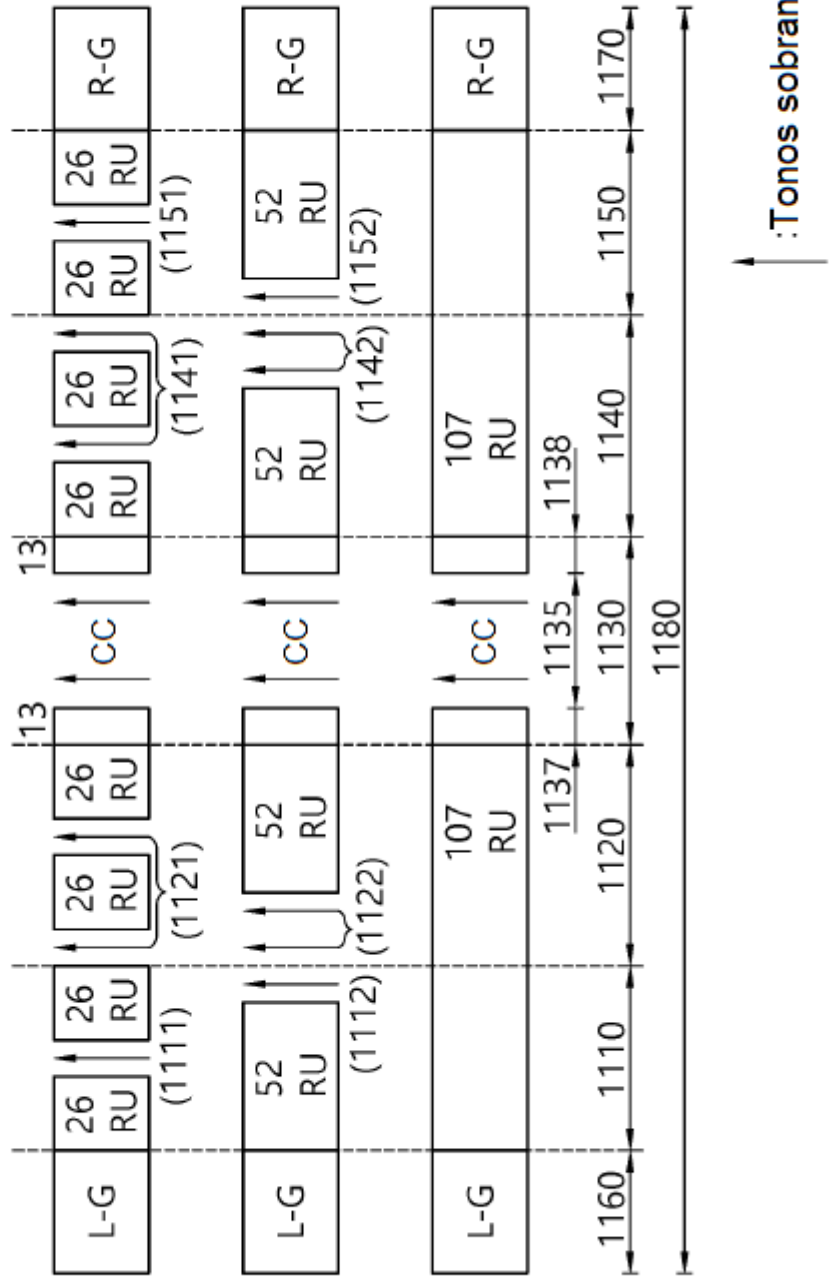 13 13
L-G 26 26 26 26 CC 26 26 26 26 R-G
RU RU RU RU RU RU RU RU
(1111) (1121) (1141) (1151)
L-G 52 52 CC 52 52 R-G
RU RU RU RU
(1112) (1122) (1142) (1152)
L-G 107 CC 107 R-G
RU RU
1137 1135 1138
1160 1110 1120 1130 1140 1150 1170
1180
:Tonos sobran